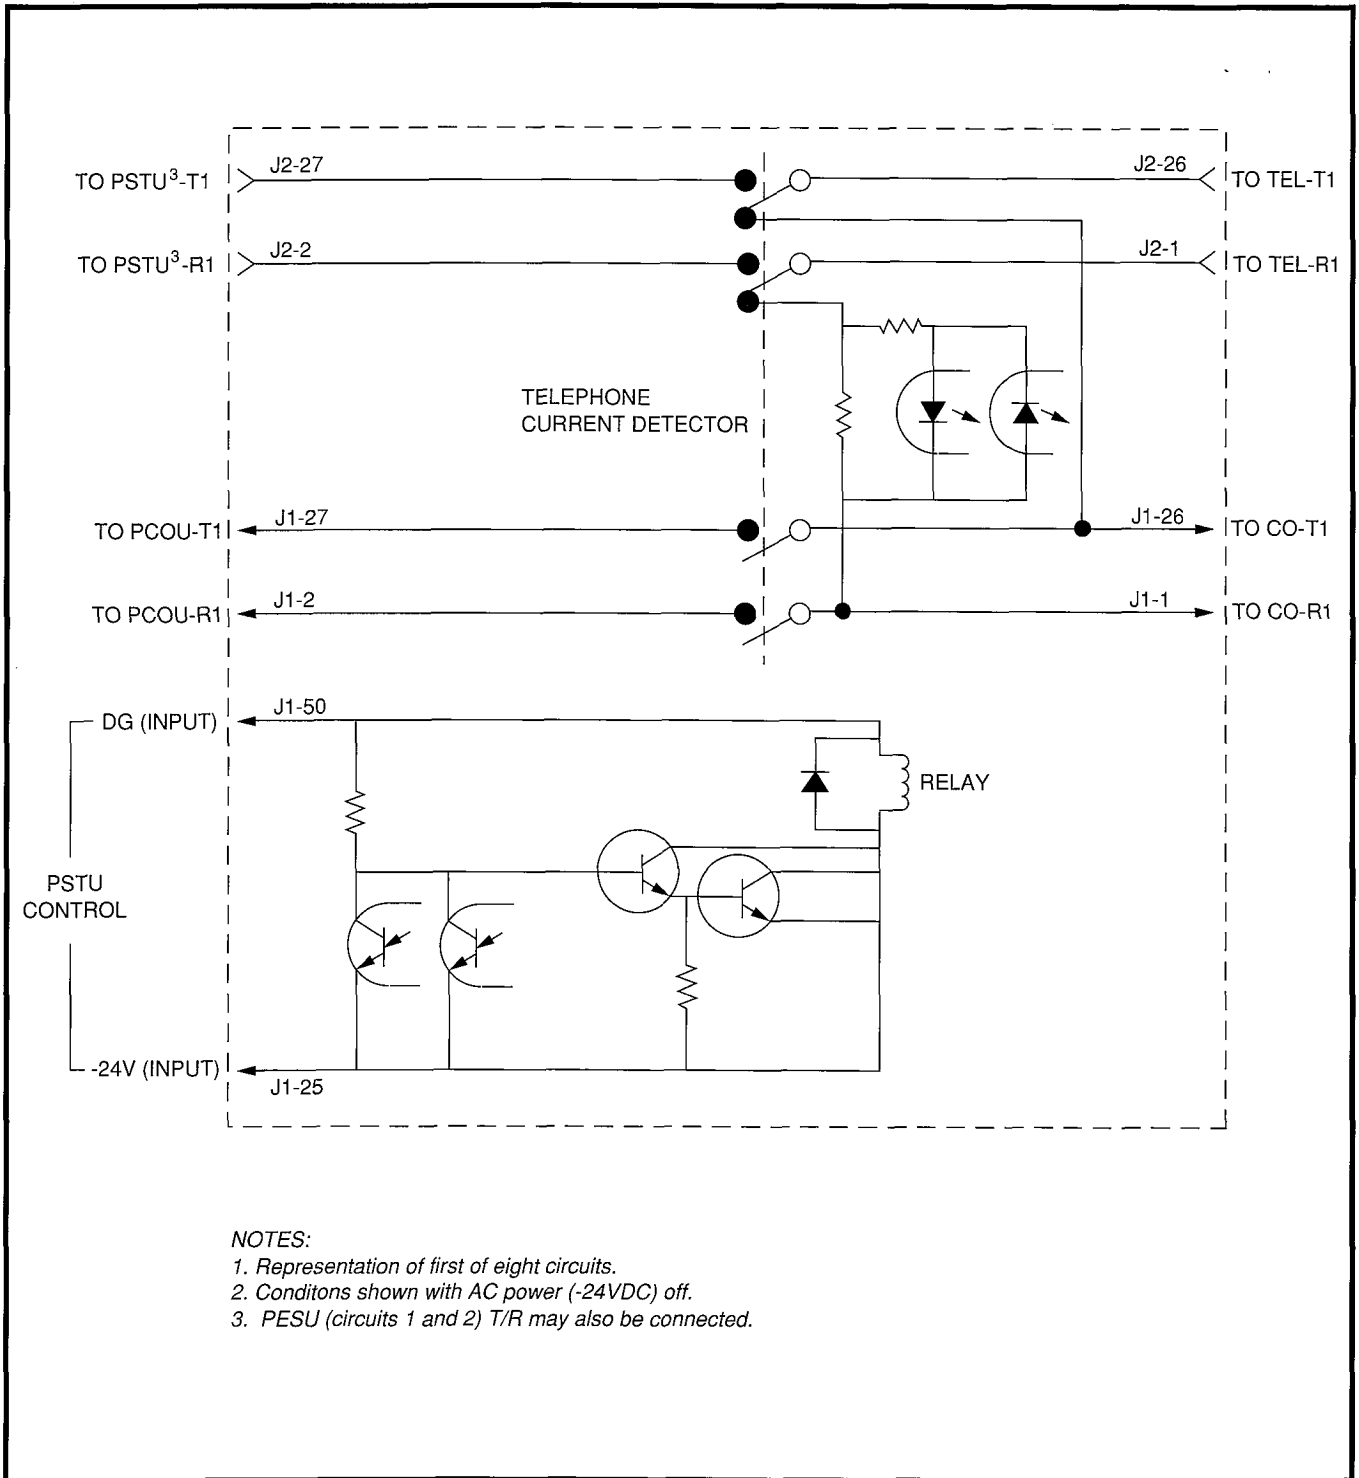 TO PSTU³-T1
J2-27
J2-26
TO TEL-T1
TO PSTU³-R1
J2-2
J2-1
TO TEL-R1
TELEPHONE
CURRENT DETECTOR
TO PCOU-T1
J1-27
J1-26
TO CO-T1
TO PCOU-R1
J1-2
J1-1
TO CO-R1
DG (INPUT)
J1-50
RELAY
PSTU
CONTROL
-24V (INPUT)
J1-25
NOTES:
1. Representation of first of eight circuits.
2. Conditons shown with AC power (-24VDC) off.
3. PESU (circuits 1 and 2) T/R may also be connected.